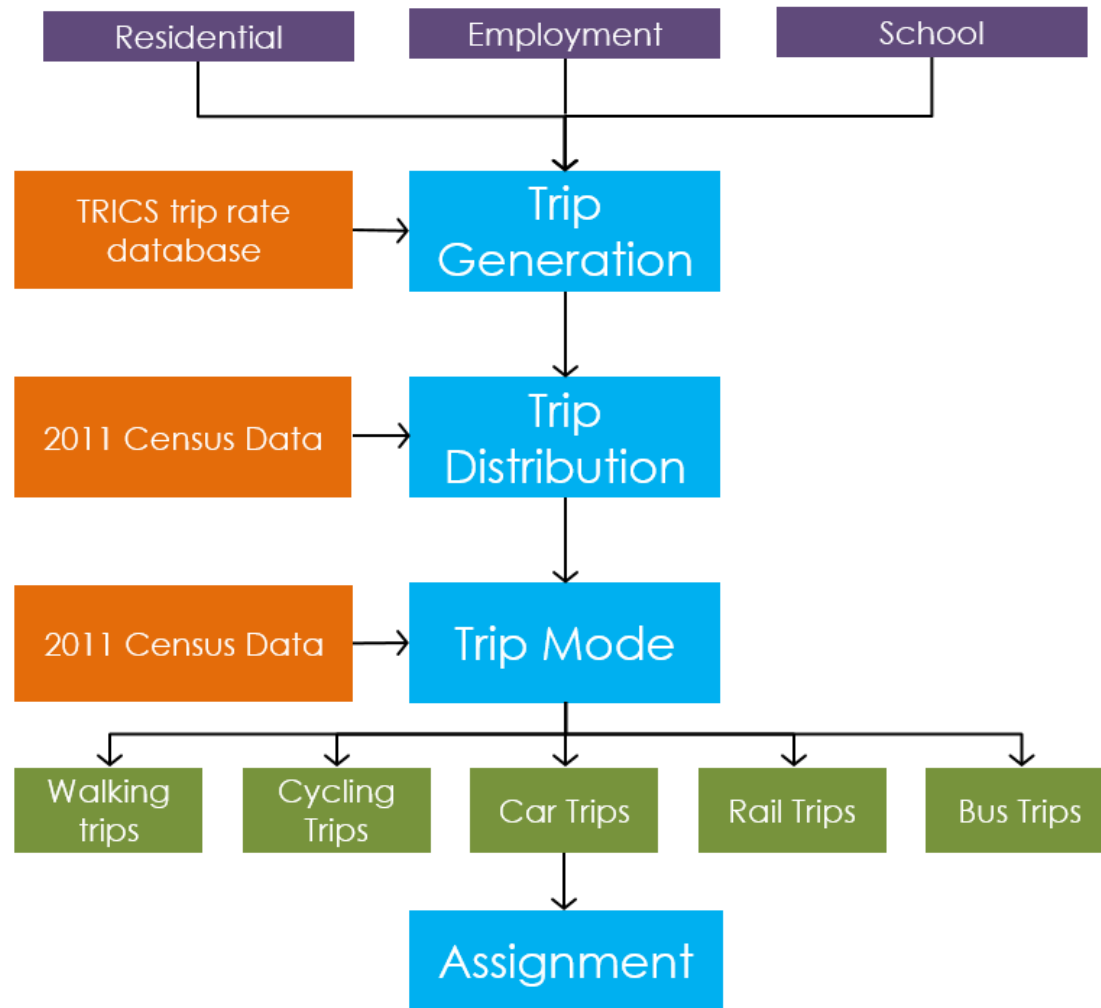 Residential
Employment
School
TRICS trip rate
database
Trip
Generation
2011 Census Data
Trip
Distribution
2011 Census Data
Trip Mode
Walking
trips
Cycling
Trips
Car Trips
Rail Trips
Bus Trips
Assignment